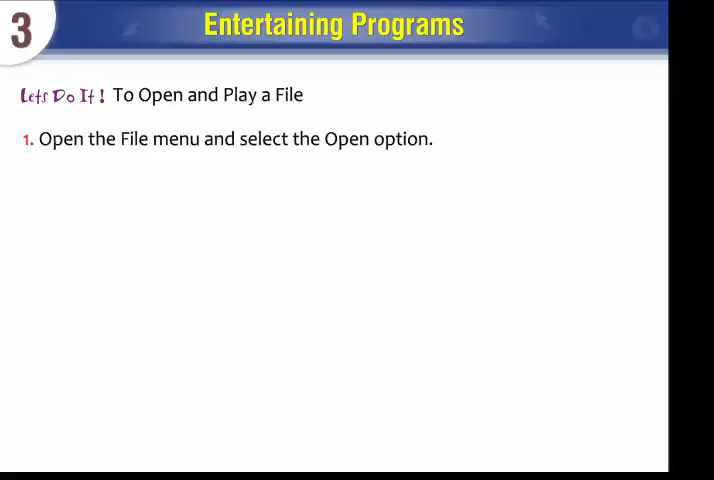 3
Entertaining Programs
Lets Do It! To Open and Play a File
1. Open the File menu and select the Open option.